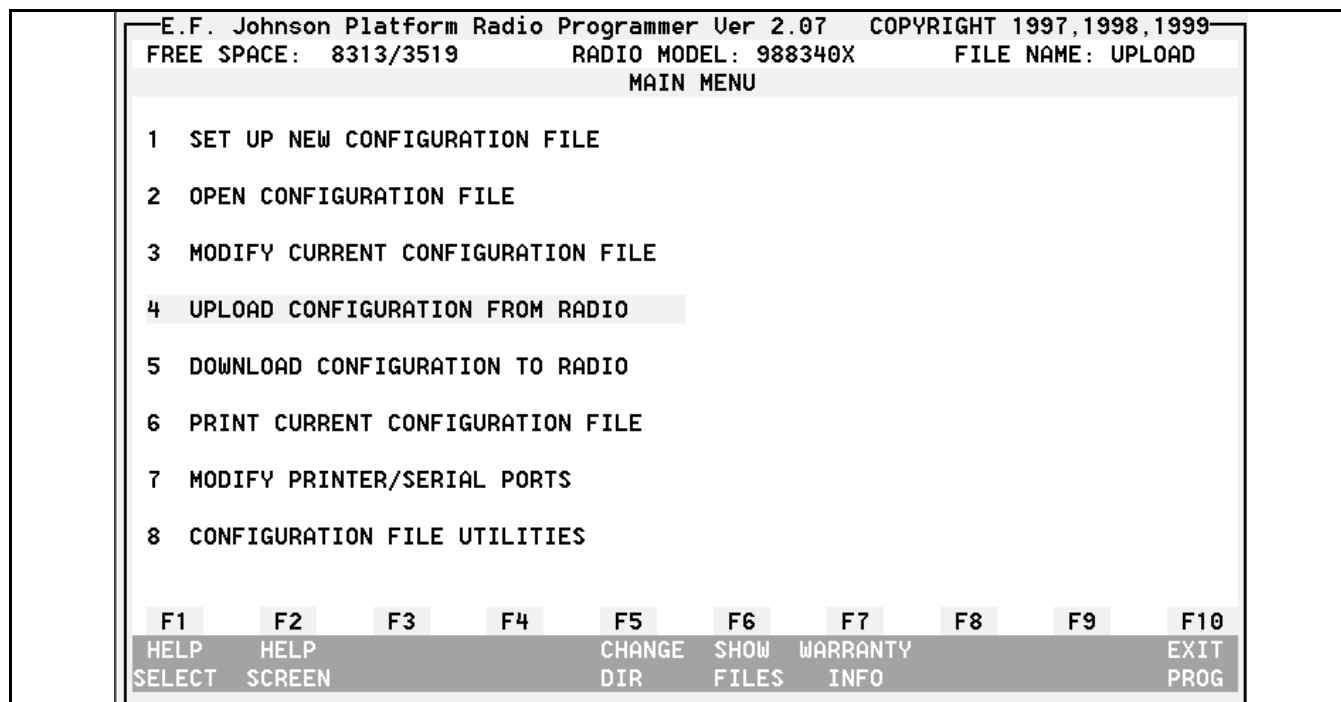 E.F. Johnson Platform Radio Programmer Ver 2.07 COPYRIGHT 1997,1998,1999
FREE SPACE: 8313/3519 RADIO MODEL: 988340X FILE NAME: UPLOAD
MAIN MENU
1 SET UP NEW CONFIGURATION FILE
2 OPEN CONFIGURATION FILE
3 MODIFY CURRENT CONFIGURATION FILE
4 UPLOAD CONFIGURATION FROM RADIO
5 DOWNLOAD CONFIGURATION TO RADIO
6 PRINT CURRENT CONFIGURATION FILE
7 MODIFY PRINTER/SERIAL PORTS
8 CONFIGURATION FILE UTILITIES
F1 F2 F3 F4 F5 F6 F7 F8 F9 F10
HELP HELP CHANGE SHOW WARRANTY EXIT
SELECT SCREEN DIR FILES INFO PROG